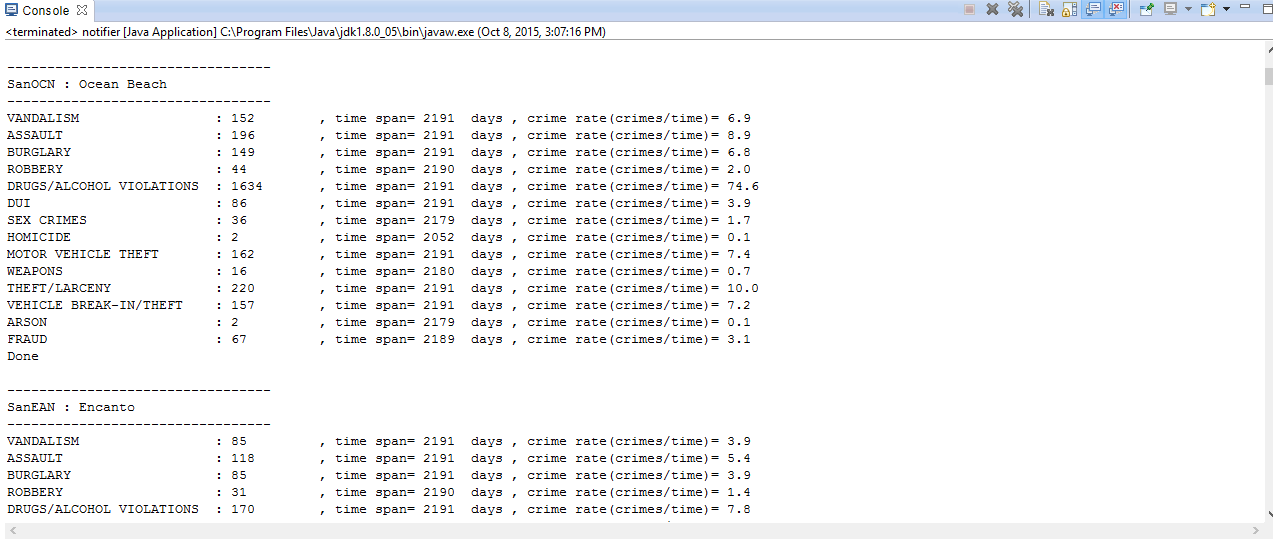 Console
<terminated> notifier [Java Application] C:\Program Files\Java\jdk1.8.0_05\bin\javaw.exe (Oct 8, 2015, 3:07:16 PM)
---------------------------------
SanOCN : Ocean Beach
---------------------------------
VANDALISM : 152 , time span= 2191 days , crime rate(crimes/time)= 6.9
ASSAULT : 196 , time span= 2191 days , crime rate(crimes/time)= 8.9
BURGLARY : 149 , time span= 2191 days , crime rate(crimes/time)= 6.8
ROBBERY : 44 , time span= 2190 days , crime rate(crimes/time)= 2.0
DRUGS/ALCOHOL VIOLATIONS : 1634 , time span= 2191 days , crime rate(crimes/time)= 74.6
DUI : 86 , time span= 2191 days , crime rate(crimes/time)= 3.9
SEX CRIMES : 36 , time span= 2179 days , crime rate(crimes/time)= 1.7
HOMICIDE : 2 , time span= 2052 days , crime rate(crimes/time)= 0.1
MOTOR VEHICLE THEFT : 162 , time span= 2191 days , crime rate(crimes/time)= 7.4
WEAPONS : 16 , time span= 2180 days , crime rate(crimes/time)= 0.7
THEFT/LARCENY : 220 , time span= 2191 days , crime rate(crimes/time)= 10.0
VEHICLE BREAK-IN/THEFT : 157 , time span= 2191 days , crime rate(crimes/time)= 7.2
ARSON : 2 , time span= 2179 days , crime rate(crimes/time)= 0.1
FRAUD : 67 , time span= 2189 days , crime rate(crimes/time)= 3.1
Done
---------------------------------
SanEAN : Encanto
---------------------------------
VANDALISM : 85 , time span= 2191 days , crime rate(crimes/time)= 3.9
ASSAULT : 118 , time span= 2191 days , crime rate(crimes/time)= 5.4
BURGLARY : 85 , time span= 2191 days , crime rate(crimes/time)= 3.9
ROBBERY : 31 , time span= 2190 days , crime rate(crimes/time)= 1.4
DRUGS/ALCOHOL VIOLATIONS : 170 , time span= 2191 days , crime rate(crimes/time)= 7.8